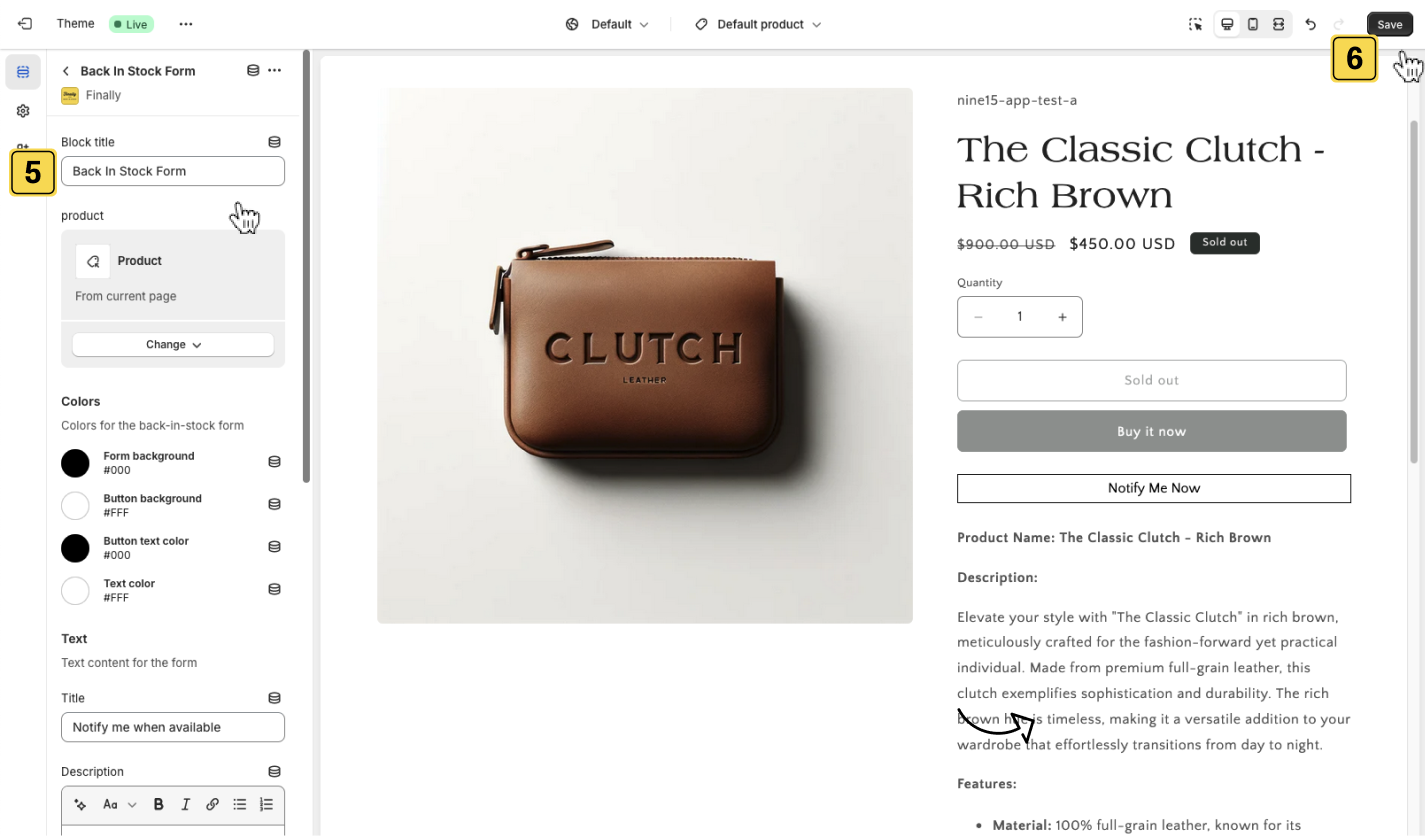 Theme
Live
Default
Default product
Save
6
Back In Stock Form
Finally
Block title
5
Back In Stock Form
product
Product
From current page
Change
Colors
Colors for the back-in-stock form
Form background
#000
Button background
#FFF
Button text color
#000
Text color
#FFF
Text
Text content for the form
Title
Notify me when available
Description
Aa
B
I
CLUTCH
LEATHER
nine15-app-test-a
The Classic Clutch -
Rich Brown
$900.00 USD $450.00 USD Sold out
Quantity
1
Sold out
Buy it now
Notify Me Now
Product Name: The Classic Clutch - Rich Brown
Description:
Elevate your style with "The Classic Clutch" in rich brown,
meticulously crafted for the fashion-forward yet practical
individual. Made from premium full-grain leather, this
clutch exemplifies sophistication and durability. The rich
brown hue is timeless, making it a versatile addition to your
wardrobe that effortlessly transitions from day to night.
Features:
Material: 100% full-grain leather, known for its